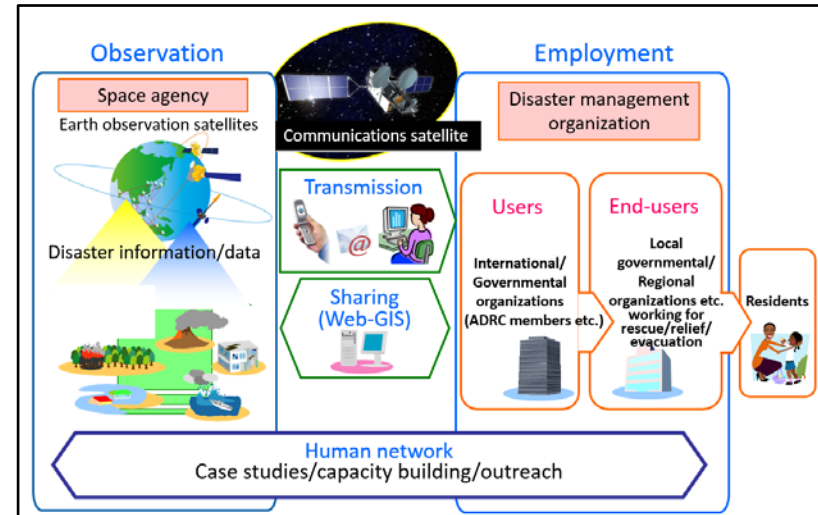 Observation
Space agency
Earth observation satellites
Disaster information/data
Communications satellite
Transmission
@
Sharing
(Web-GIS)
Employment
Disaster management
organization
Users
International/
Governmental
organizations
(ADRC members etc.)
End-users
Local
governmental/
Regional
organizations etc.
working for
rescue/relief/
evacuation
Residents
Human network
Case studies/capacity building/outreach